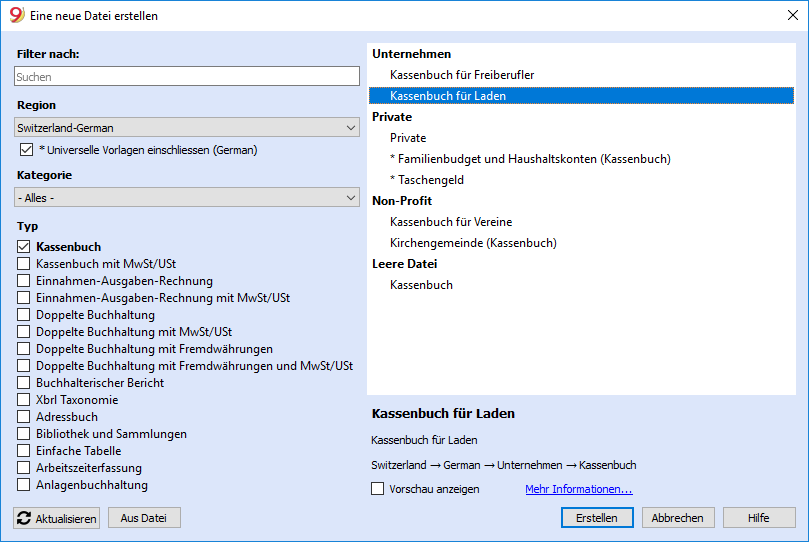 Eine neue Datei erstellen
Filter nach:
Suchen
Region
Switzerland-German
* Universelle Vorlagen einschliessen (German)
Kategorie
- Alles -
Typ
Kassenbuch
Kassenbuch mit MwSt/USt
Einnahmen-Ausgaben-Rechnung
Einnahmen-Ausgaben-Rechnung mit MwSt/USt
Doppelte Buchhaltung
Doppelte Buchhaltung mit MwSt/USt
Doppelte Buchhaltung mit Fremdwährungen
Doppelte Buchhaltung mit Fremdwährungen und MwSt/USt
Buchhalterischer Bericht
Xbrl Taxonomie
Adressbuch
Bibliothek und Sammlungen
Einfache Tabelle
Arbeitszeiterfassung
Anlagenbuchhaltung
Aktualisieren
Aus Datei
Unternehmen
Kassenbuch für Freiberufler
Kassenbuch für Laden
Private
Private
* Familienbudget und Haushaltskonten (Kassenbuch)
* Taschengeld
Non-Profit
Kassenbuch für Vereine
Kirchengemeinde (Kassenbuch)
Leere Datei
Kassenbuch
Kassenbuch für Laden
Kassenbuch für Laden
Switzerland → German → Unternehmen → Kassenbuch
Vorschau anzeigen
Mehr Informationen...
Erstellen
Abbrechen
Hilfe